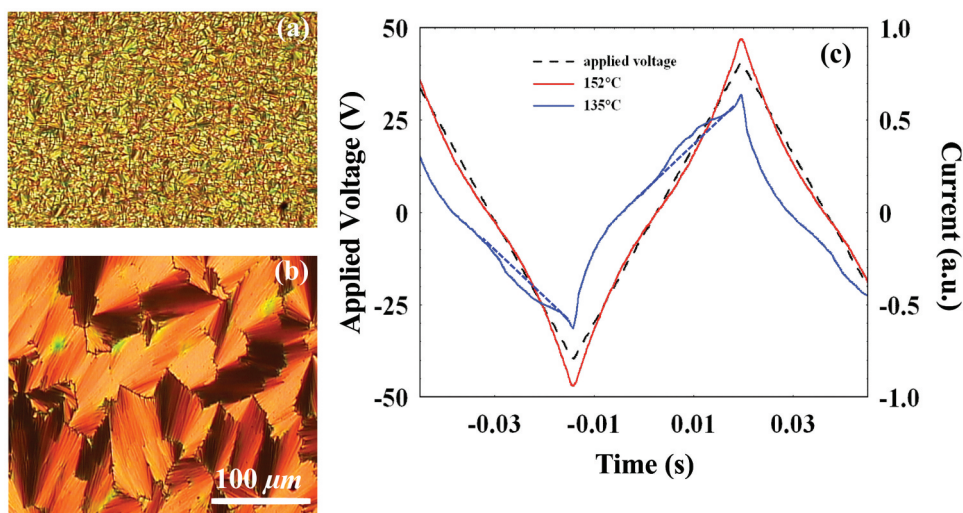 (a)
(b)
100 μm
(c)
applied voltage
152°C
135°C
Applied Voltage (V)
50
25
0
-25
-50
1.0
0.5
0
-0.5
-1.0
Current (a.u.)
-0.03 -0.01 0.01 0.03
Time (s)